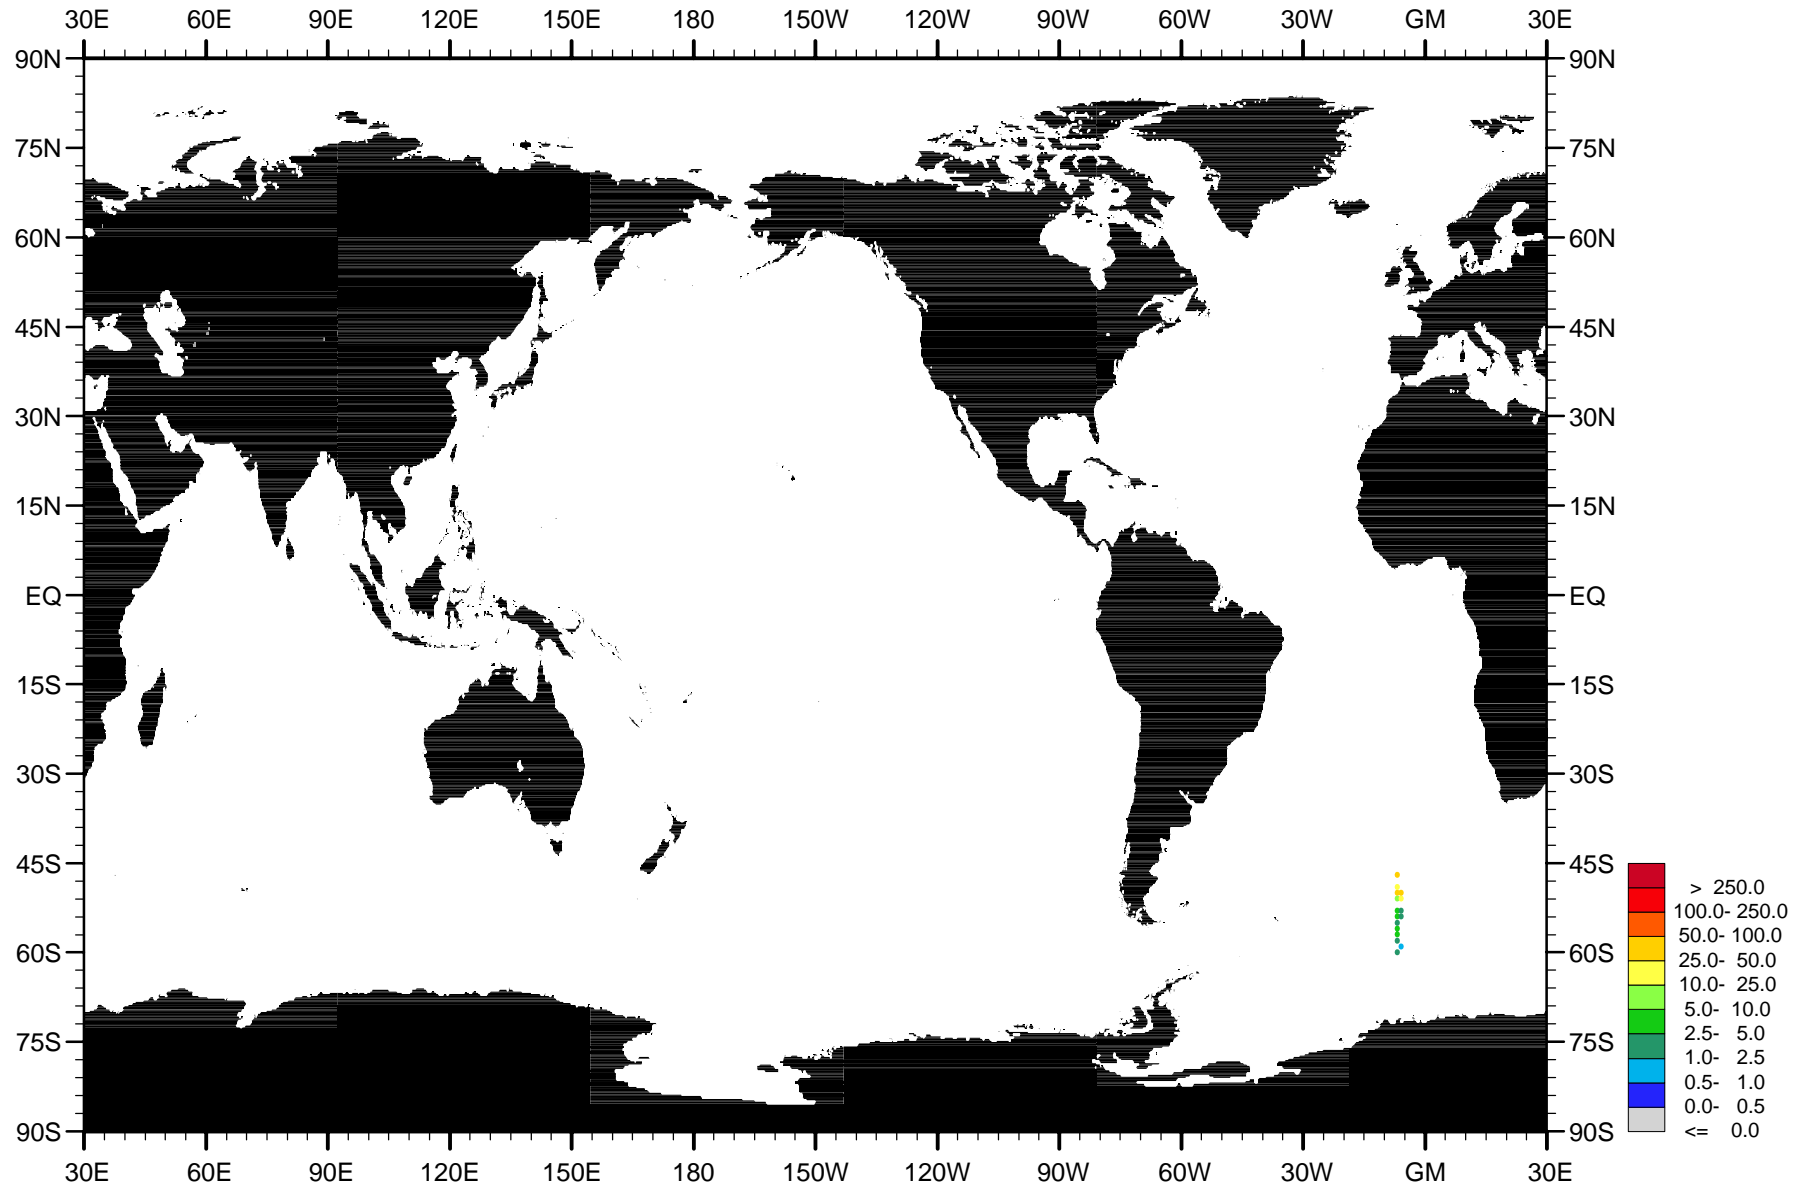 30E 60E 90E 120E 150E 180 150W 120W 90W 60W 30W GM 30E
90N 90N
75N 75N
60N 60N
45N 45N
30N 30N
15N 15N
EQ EQ
15S 15S
30S 30S
45S 45S
> 250.0
100.0- 250.0
50.0- 100.0
60S 60S
25.0- 50.0
10.0- 25.0
5.0- 10.0
2.5- 5.0
75S 75S
1.0- 2.5
0.5- 1.0
0.0- 0.5
90S 90S
<= 0.0
30E 60E 90E 120E 150E 180 150W 120W 90W 60W 30W GM 30E